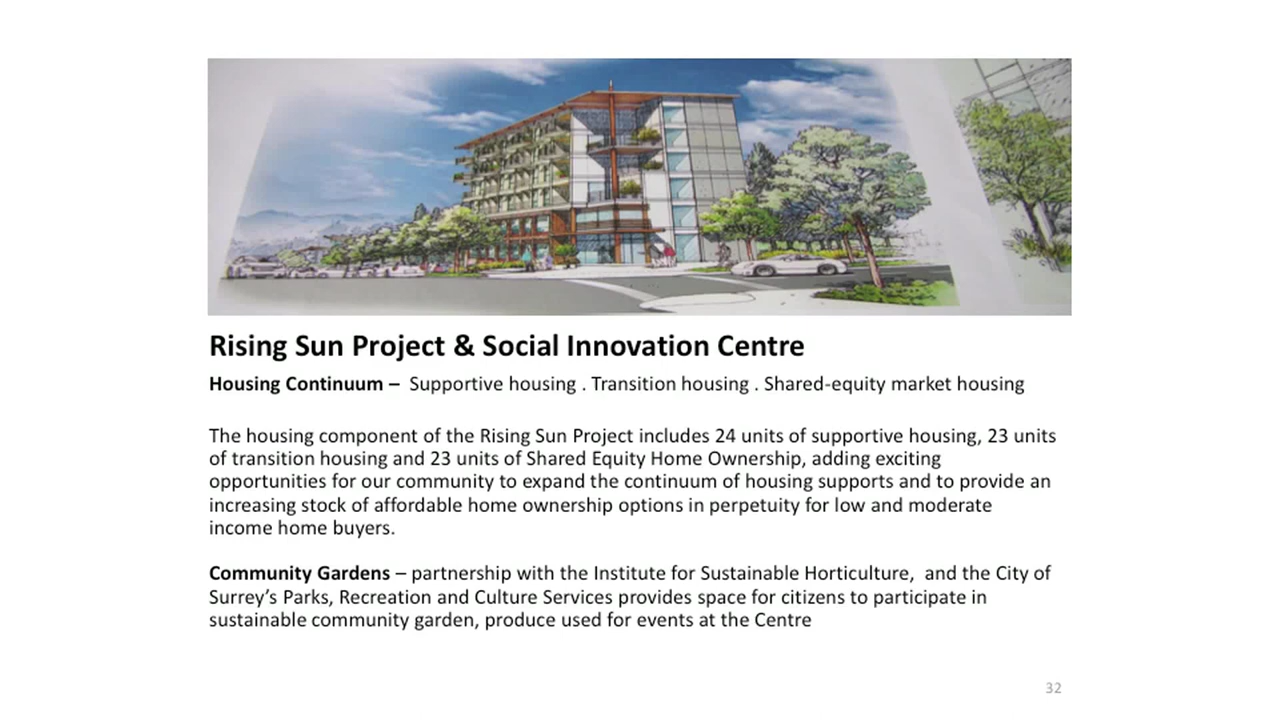 Rising Sun Project & Social Innovation Centre
Housing Continuum –  Supportive housing . Transition housing . Shared-equity market housing
The housing component of the Rising Sun Project includes 24 units of supportive housing, 23 units
of transition housing and 23 units of Shared Equity Home Ownership, adding exciting
opportunities for our community to expand the continuum of housing supports and to provide an
increasing stock of affordable home ownership options in perpetuity for low and moderate
income home buyers.
Community Gardens – partnership with the Institute for Sustainable Horticulture,  and the City of
Surrey’s Parks, Recreation and Culture Services provides space for citizens to participate in
sustainable community garden, produce used for events at the Centre
32